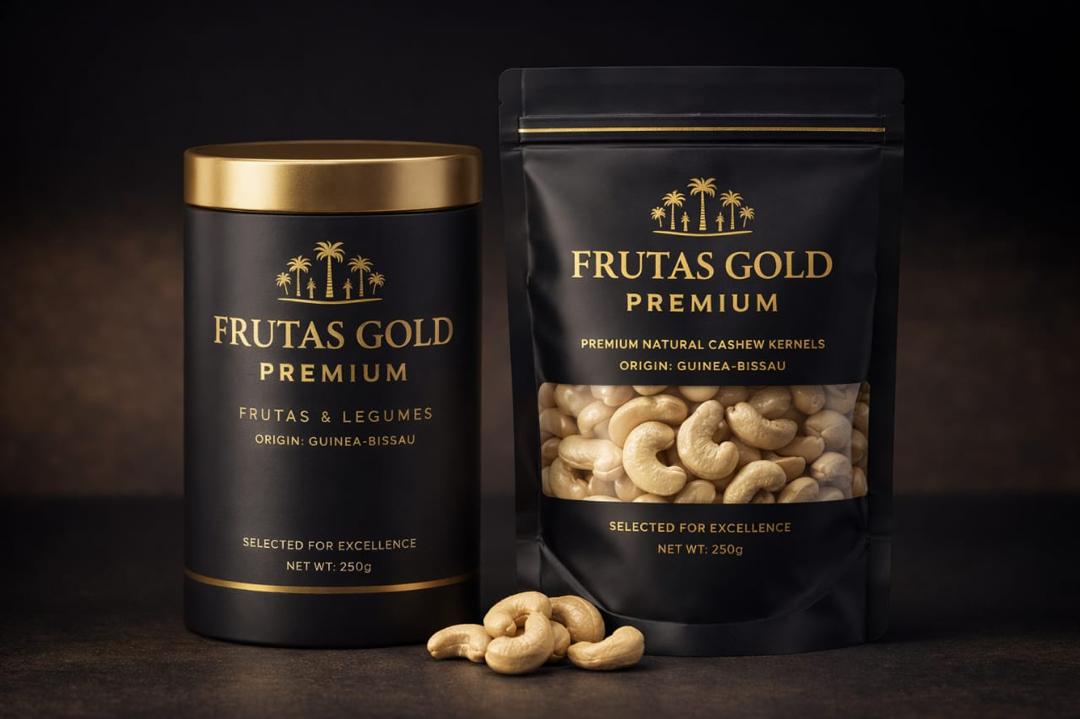 FRUTAS GOLD
PREMIUM
FRUTAS & LEGUMES
ORIGIN: GUINEA-BISSAU
SELECTED FOR EXCELLENCE
NET WT: 250g
FRUTAS GOLD
PREMIUM
PREMIUM NATURAL CASHEW KERNELS
ORIGIN: GUINEA-BISSAU
SELECTED FOR EXCELLENCE
NET WT: 250g